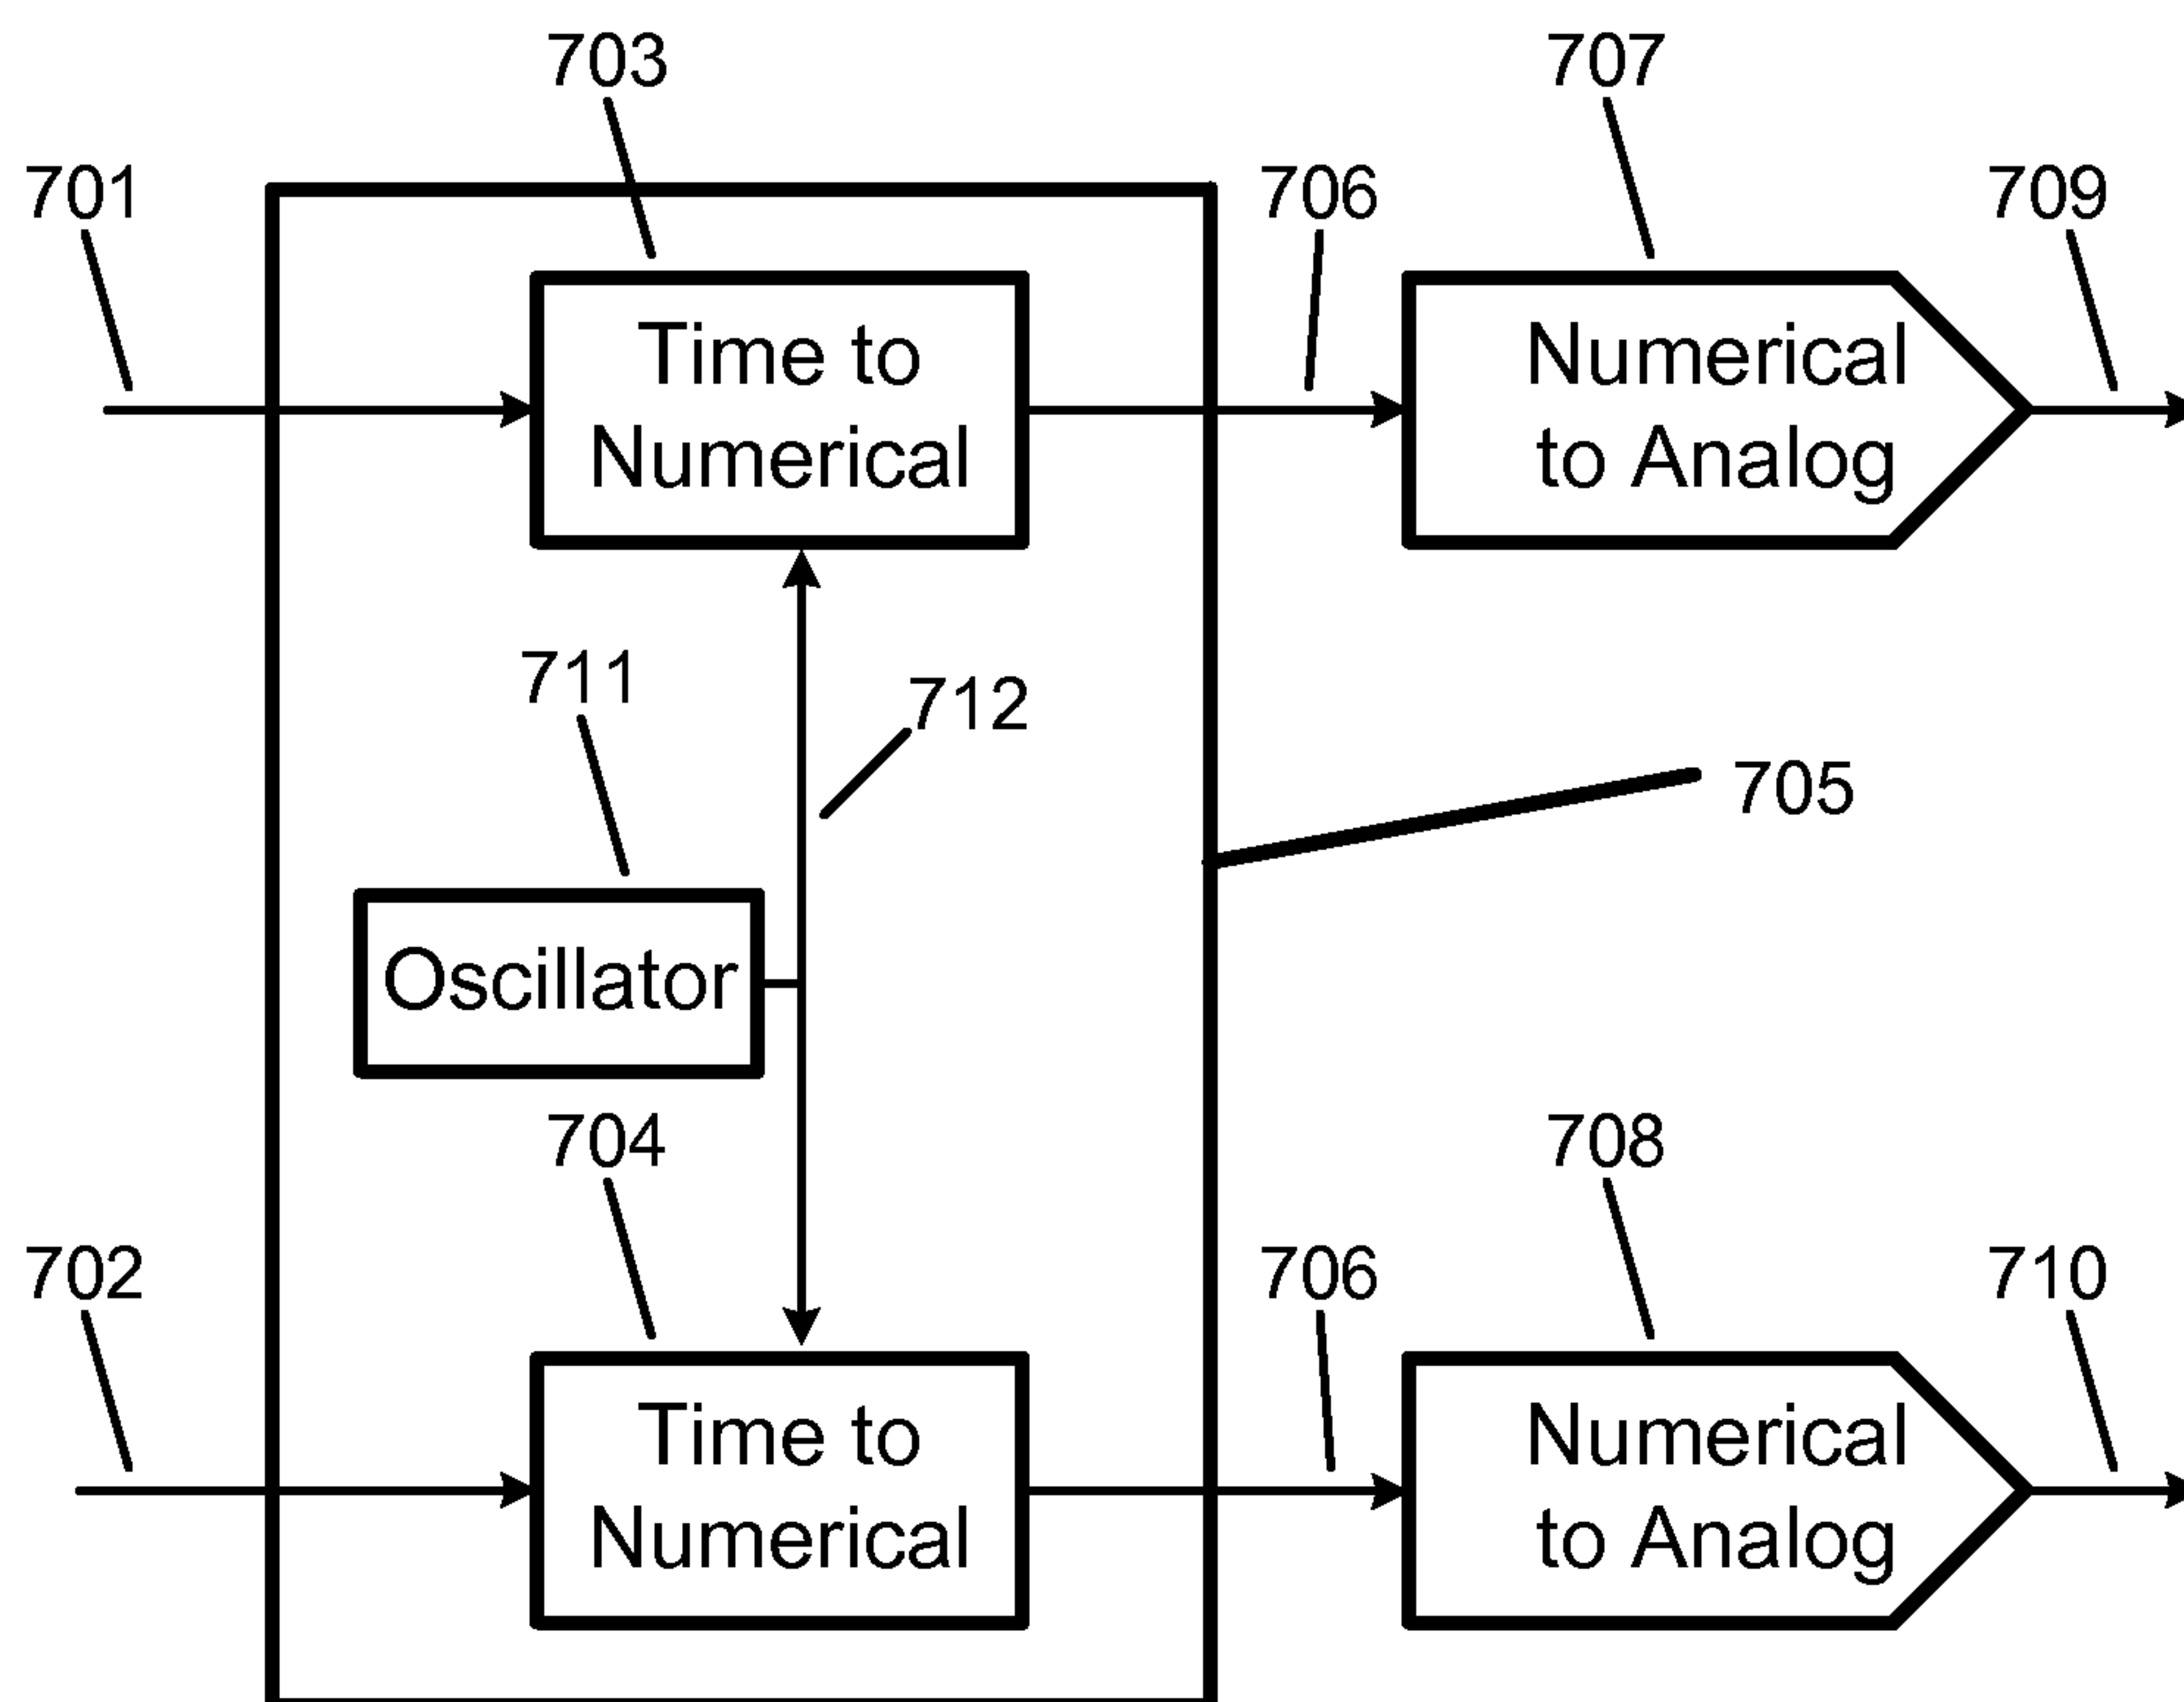 703
707
701
706
709
Time to
Numerical
Numerical
to Analog
711
712
705
Oscillator
704
708
702
706
710
Time to
Numerical
Numerical
to Analog